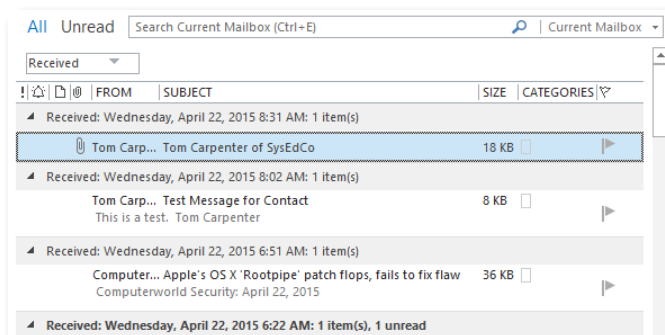 All Unread Search Current Mailbox (Ctrl+E) Current Mailbox
Received
! FROM SUBJECT SIZE CATEGORIES
Received: Wednesday, April 22, 2015 8:31 AM: 1 item(s)
Tom Carp... Tom Carpenter of SysEdCo 18 KB
Received: Wednesday, April 22, 2015 8:02 AM: 1 item(s)
Tom Carp... Test Message for Contact 8 KB
This is a test. Tom Carpenter
Received: Wednesday, April 22, 2015 6:51 AM: 1 item(s)
Computer... Apple's OS X 'Rootpipe' patch flops, fails to fix flaw 36 KB
Computerworld Security: April 22, 2015
Received: Wednesday, April 22, 2015 6:22 AM: 1 item(s), 1 unread